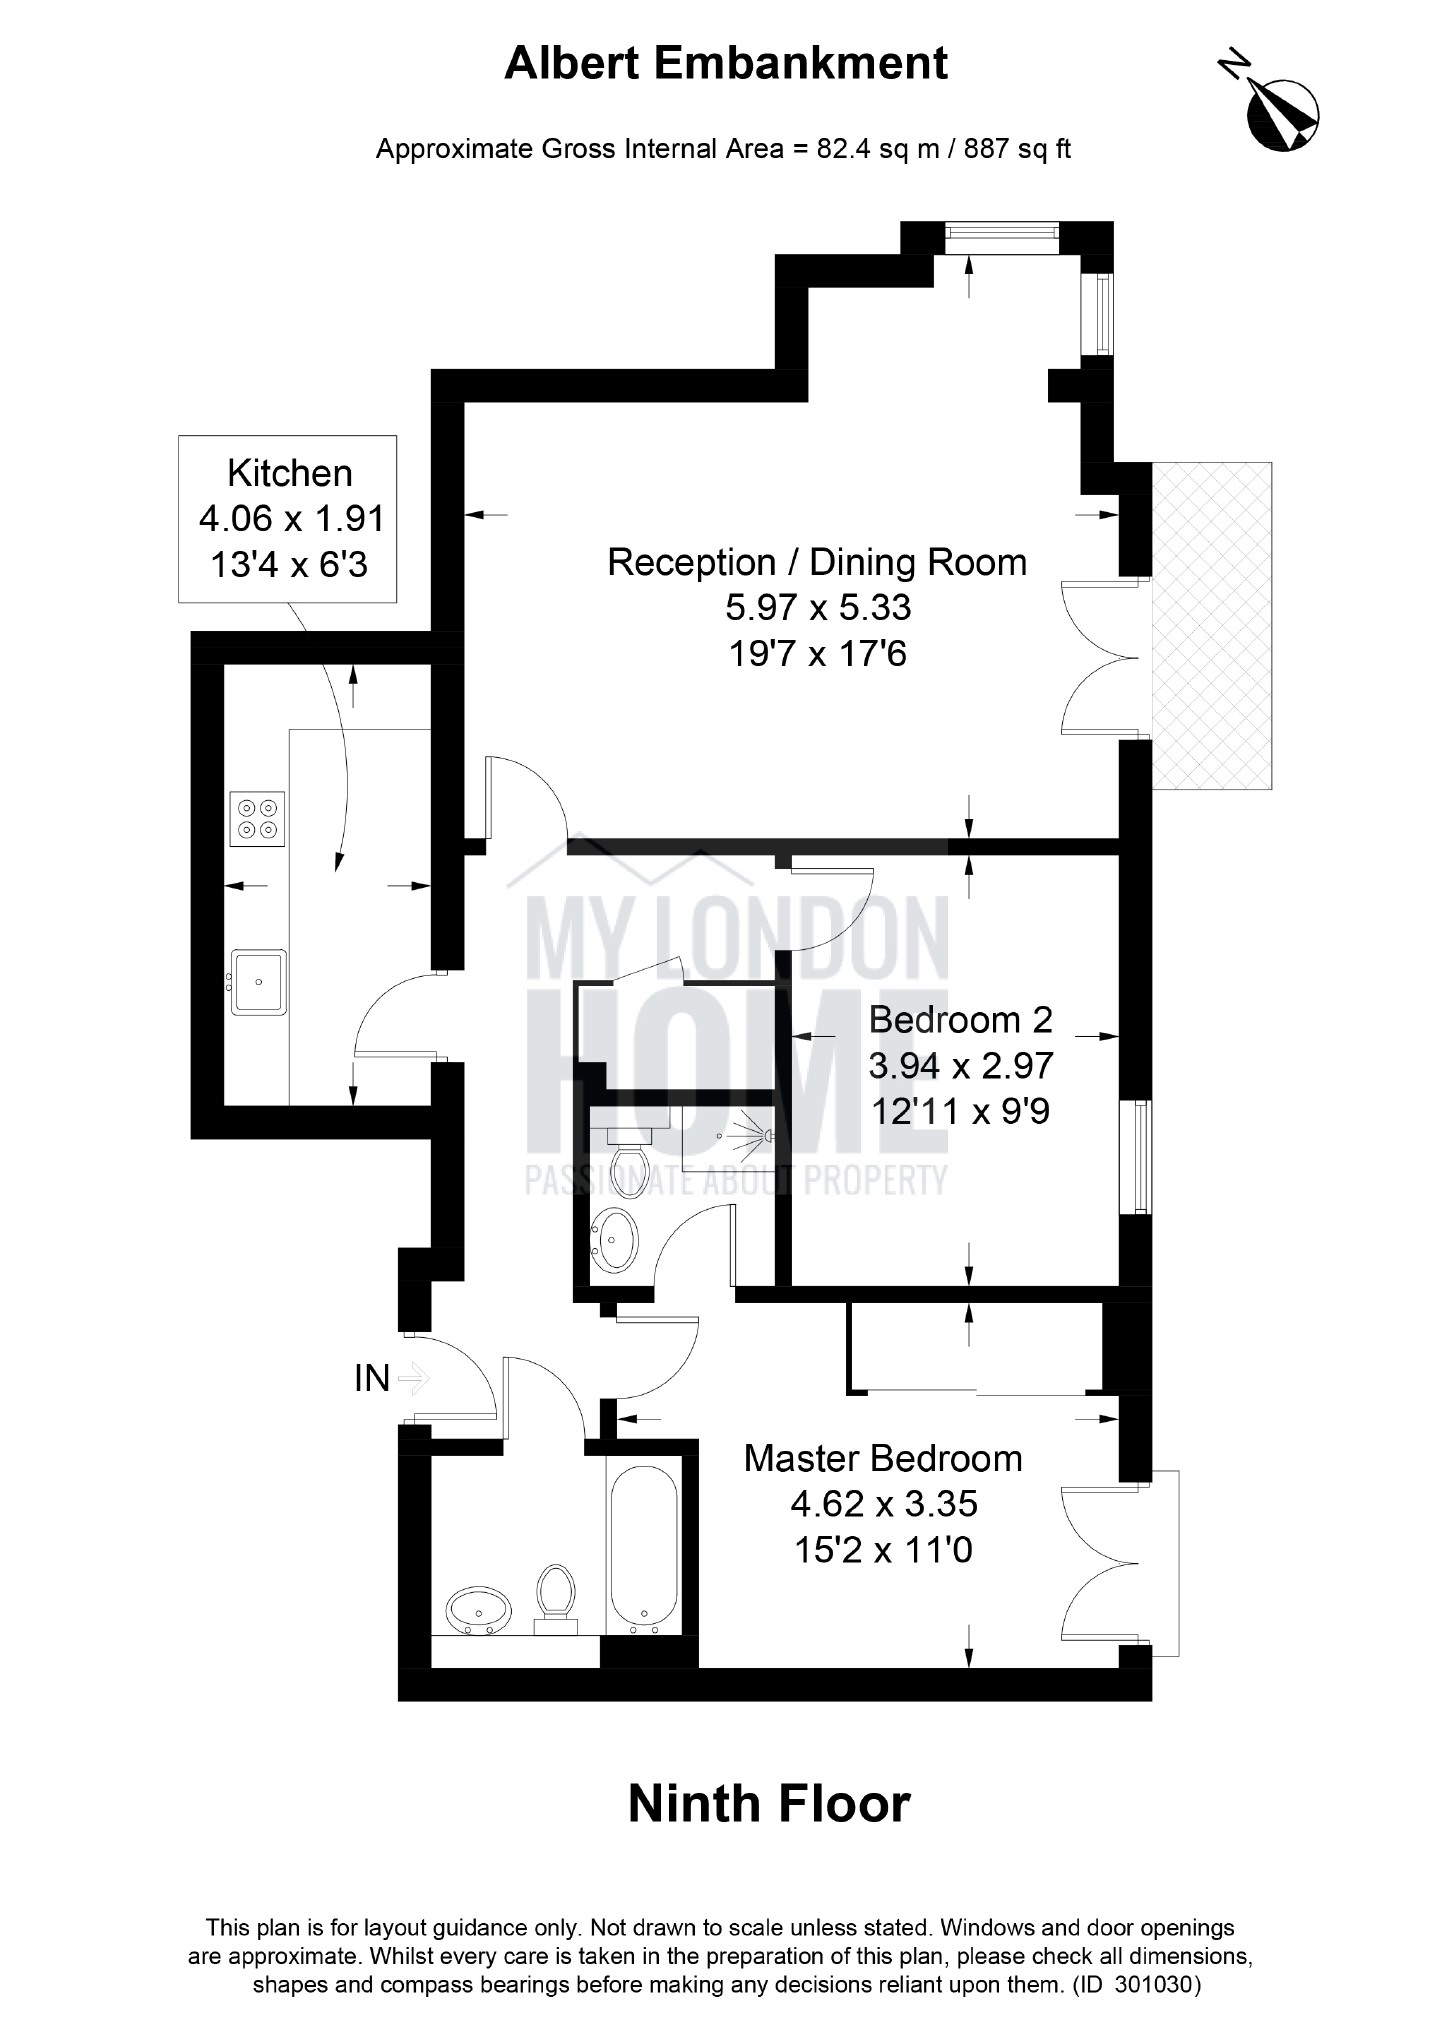 Albert Embankment
N
Approximate Gross Internal Area = 82.4 sq m / 887 sq ft
Kitchen
4.06 x 1.91
13'4 x 6'3
Reception / Dining Room
5.97 x 5.33
19'7 x 17'6
MY LONDON
HOME
PASSIONATE ABOUT PROPERTY
Bedroom 2
3.94 x 2.97
12'11 x 9'9
IN
Master Bedroom
4.62 x 3.35
15'2 x 11'0
Ninth Floor
This plan is for layout guidance only. Not drawn to scale unless stated. Windows and door openings
are approximate. Whilst every care is taken in the preparation of this plan, please check all dimensions,
shapes and compass bearings before making any decisions reliant upon them. (ID 301030)